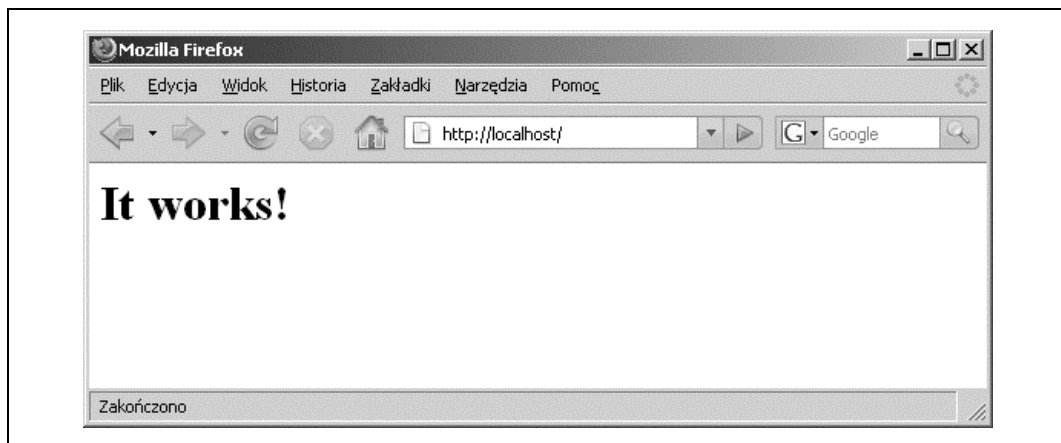 Mozilla Firefox
Plik Edycja Widok Historia Zakładki Narzędzia Pomoc
http://localhost/ G Google
It works!
Zakończono